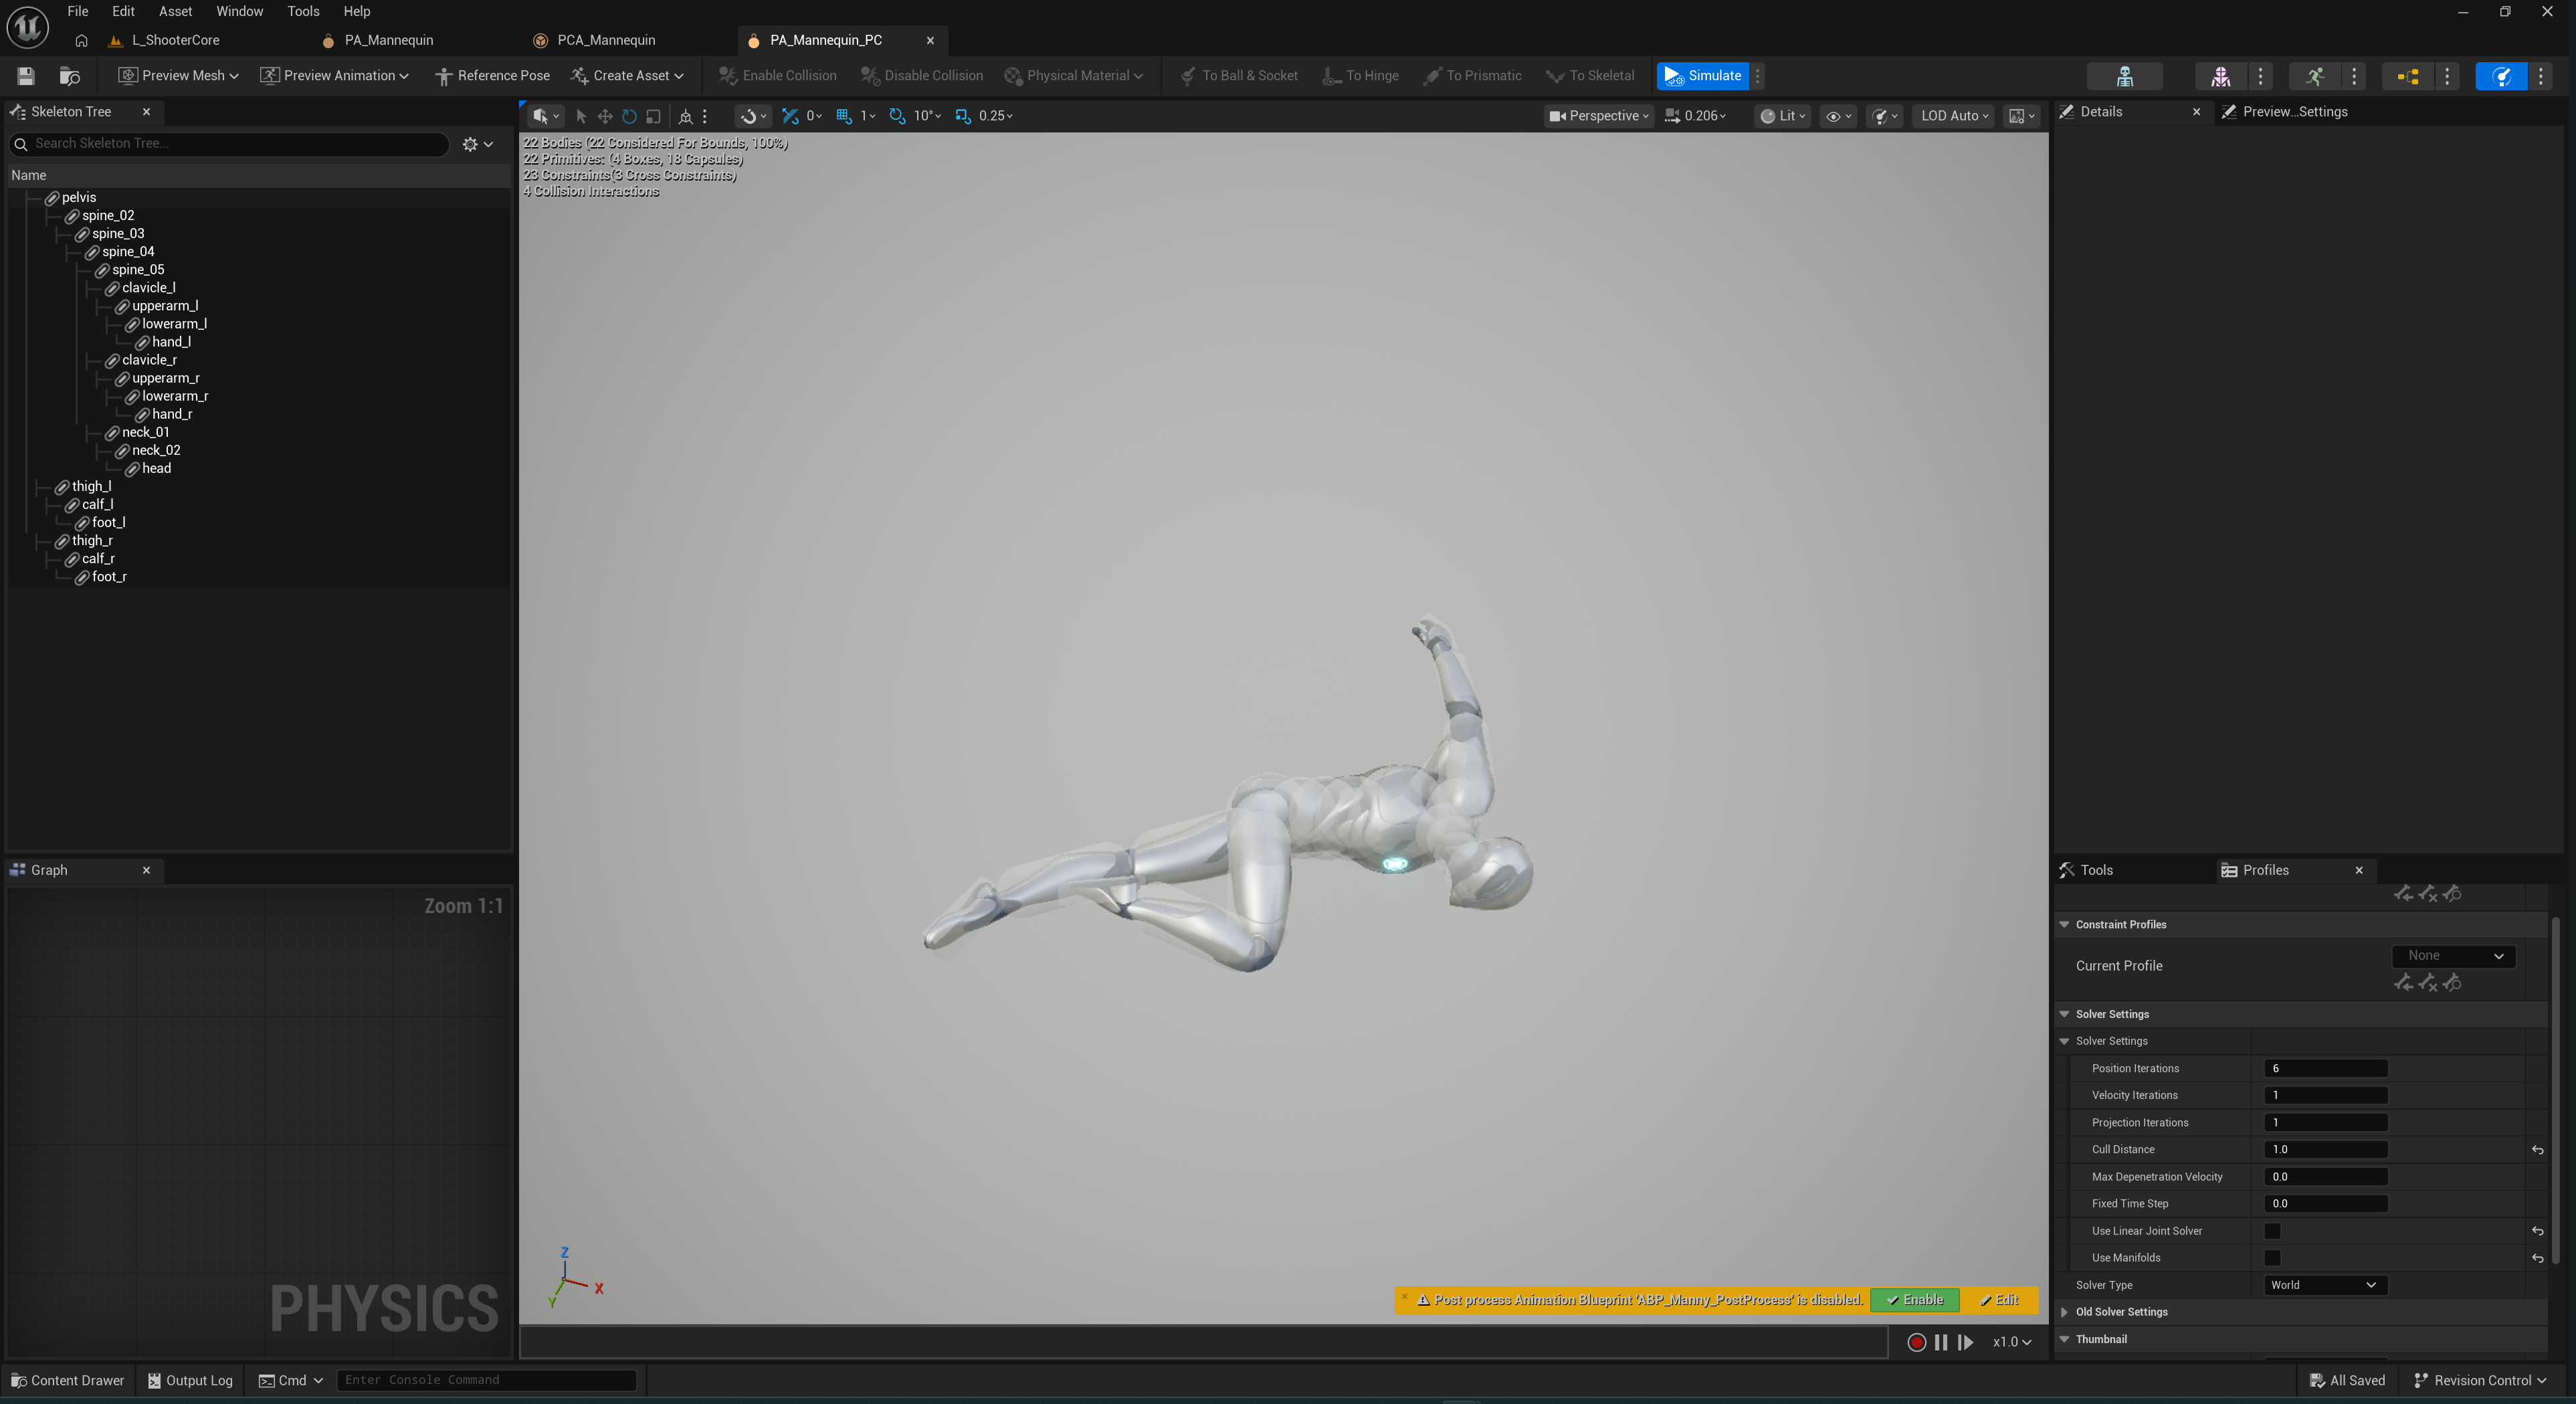 File Edit Asset Window Tools Help
L_ShooterCore PA_Mannequin PCA_Mannequin PA_Mannequin_PC
Preview Mesh Preview Animation Reference Pose Create Asset Enable Collision Disable Collision Physical Material To Ball & Socket To Hinge To Prismatic To Skeletal Simulate
Skeleton Tree
Search Skeleton Tree...
Name
pelvis
spine_02
spine_03
spine_04
spine_05
clavicle_l
upperarm_l
lowerarm_l
hand_l
clavicle_r
upperarm_r
lowerarm_r
hand_r
neck_01
neck_02
head
thigh_l
calf_l
foot_l
thigh_r
calf_r
foot_r
Graph
Zoom 1:1
PHYSICS
0 1 10° 0.25 Perspective 0.206 Lit LOD Auto
22 Bodies (22 Considered For Bounds, 100%)
22 Primitives: (4 Boxes, 18 Capsules)
23 Constraints(3 Cross Constraints)
4 Collision Interactions
Z
X
Y
Post process Animation Blueprint 'ABP_Manny_PostProcess' is disabled. Enable Edit
x1.0
Details Preview...Settings
Tools Profiles
Constraint Profiles
Current Profile None
Solver Settings
Solver Settings
Position Iterations 6
Velocity Iterations 1
Projection Iterations 1
Cull Distance 1.0
Max Depenetration Velocity 0.0
Fixed Time Step 0.0
Use Linear Joint Solver
Use Manifolds
Solver Type World
Old Solver Settings
Thumbnail
Content Drawer Output Log Cmd Enter Console Command All Saved Revision Control